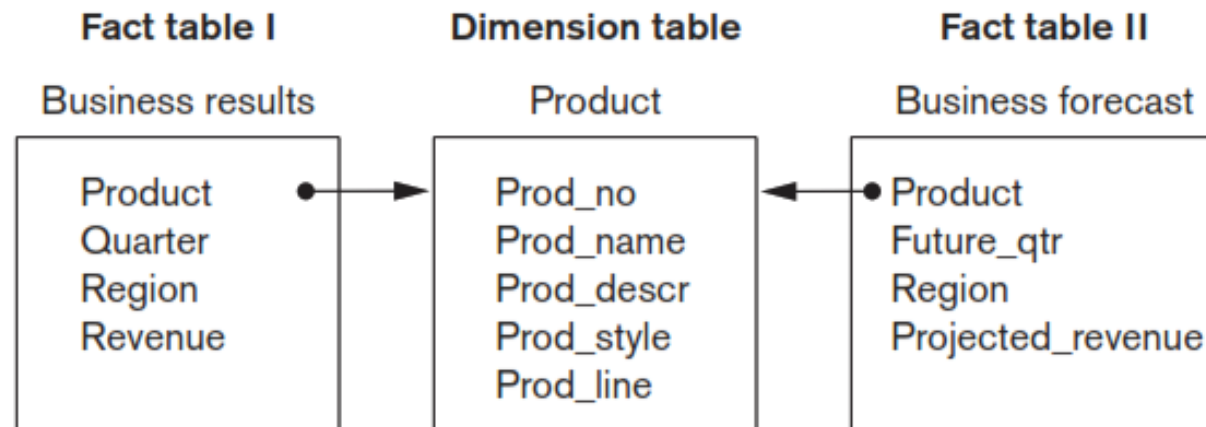 Fact table I
Business results
Product
Quarter
Region
Revenue
Dimension table
Product
Prod_no
Prod_name
Prod_descr
Prod_style
Prod_line
Fact table II
Business forecast
Product
Future_qtr
Region
Projected_revenue